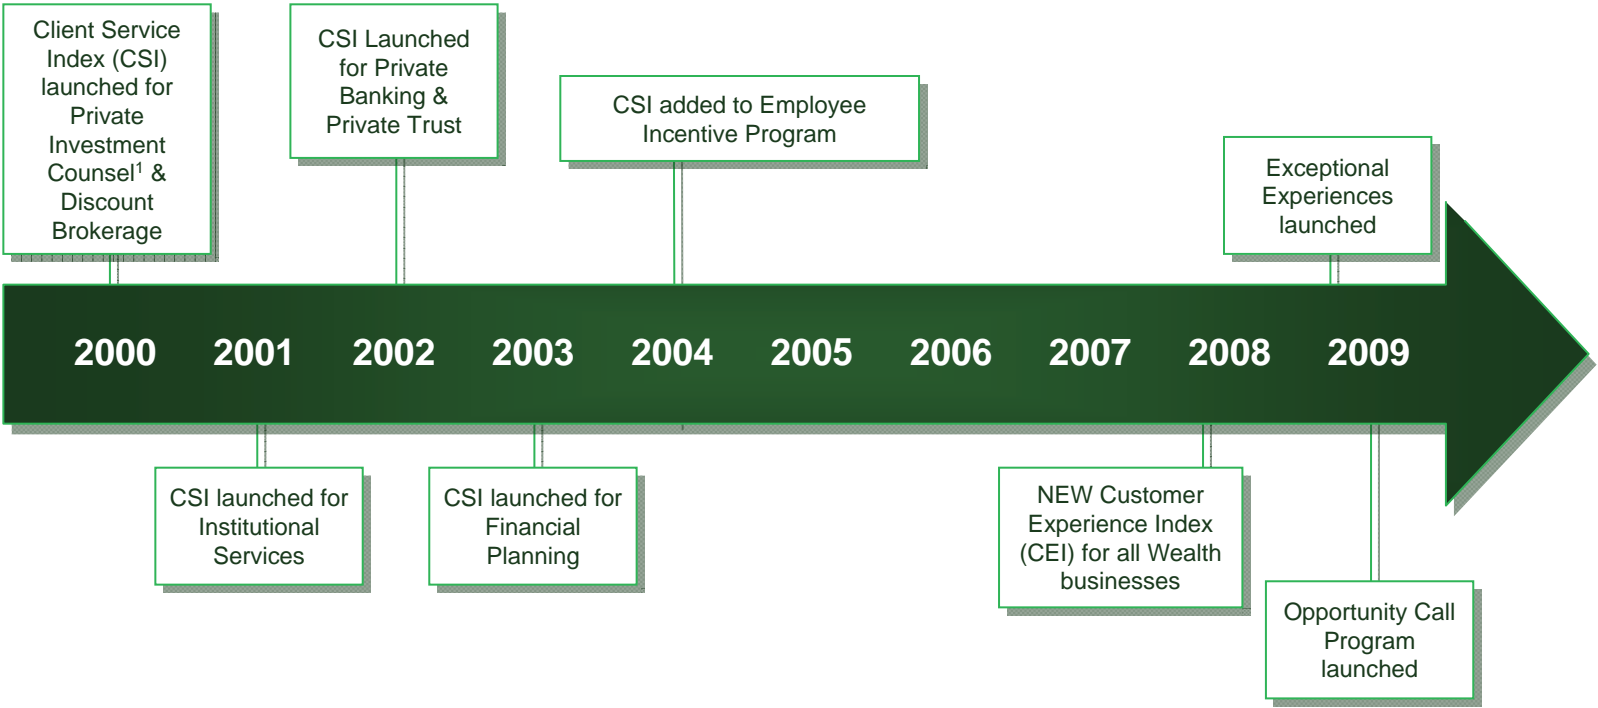 Client Service
Index (CSI)
launched for
Private
Investment
Counsel¹ &
Discount
Brokerage
CSI Launched
for Private
Banking &
Private Trust
CSI added to Employee
Incentive Program
Exceptional
Experiences
launched
2000 2001 2002 2003 2004 2005 2006 2007 2008 2009
CSI launched for
Institutional
Services
CSI launched for
Financial
Planning
NEW Customer
Experience Index
(CEI) for all Wealth
businesses
Opportunity Call
Program
launched